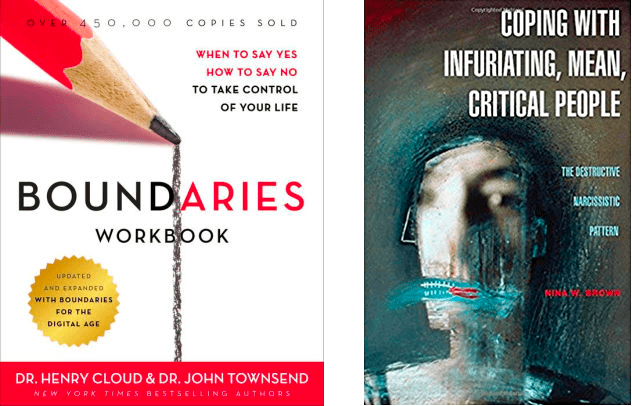 OVER 450,000 COPIES SOLD
WHEN TO SAY YES
HOW TO SAY NO
TO TAKE CONTROL
OF YOUR LIFE
BOUNDARIES
WORKBOOK
UPDATED
AND EXPANDED
WITH BOUNDARIES
FOR THE
DIGITAL AGE
DR. HENRY CLOUD & DR. JOHN TOWNSEND
NEW YORK TIMES BESTSELLING AUTHORS
Copyrighted Material
COPING WITH
INFURIATING, MEAN,
CRITICAL PEOPLE
THE DESTRUCTIVE
NARCISSISTIC
PATTERN
NINA W. BROWN